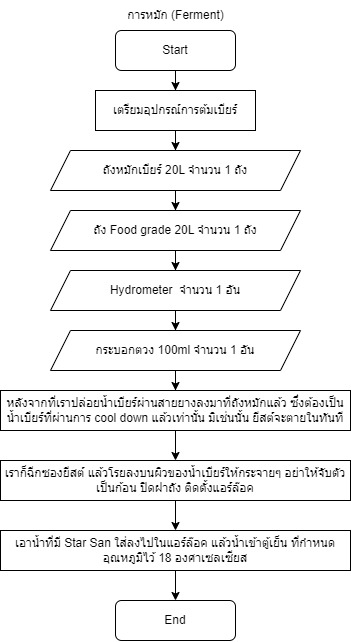 การหมัก (Ferment)
Start
เตรียมอุปกรณ์การต้มเบียร์
ถังหมักเบียร์ 20L จำนวน 1 ถัง
ถัง Food grade 20L จำนวน 1 ถัง
Hydrometer จำนวน 1 อัน
กระบอกตวง 100ml จำนวน 1 อัน
หลังจากที่เราปล่อยน้ำเบียร์ผ่านสายยางลงมาที่ถังหมักแล้ว ซึ่งต้องเป็น
น้ำเบียร์ที่ผ่านการ cool down แล้วเท่านั้น มิเช่นนั้น ยีสต์จะตายในทันที
เราก็ฉีกซองยีสต์ แล้วโรยลงบนผิวของน้ำเบียร์ให้กระจายๆ อย่าให้จับตัว
เป็นก้อน ปิดฝาถัง ติดตั้งแอร์ล๊อค
เอาน้ำที่มี Star San ใส่ลงไปในแอร์ล๊อค แล้วนำเข้าตู้เย็น ที่กำหนด
อุณหภูมิไว้ 18 องศาเซลเซียส
End